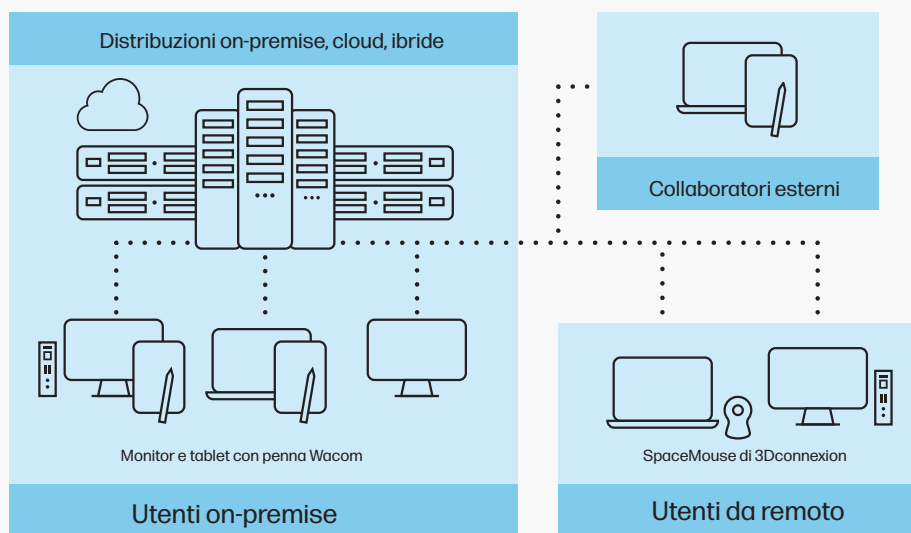 Distribuzioni on-premise, cloud, ibride
Collaboratori esterni
Monitor e tablet con penna Wacom
Utenti on-premise
SpaceMouse di 3Dconnexion
Utenti da remoto